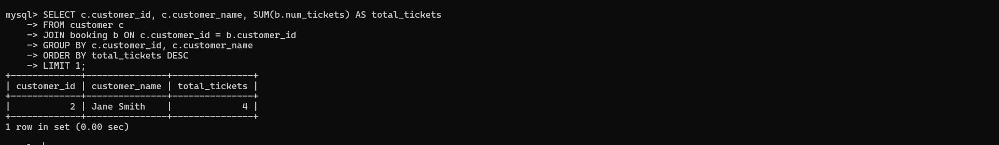 mysql> SELECT c.customer_id, c.customer_name, SUM(b.num_tickets) AS total_tickets
    -> FROM customer c
    -> JOIN booking b ON c.customer_id = b.customer_id
    -> GROUP BY c.customer_id, c.customer_name
    -> ORDER BY total_tickets DESC
    -> LIMIT 1;
+-------------+---------------+---------------+
| customer_id | customer_name | total_tickets |
+-------------+---------------+---------------+
|           2 | Jane Smith    |             4 |
+-------------+---------------+---------------+
1 row in set (0.00 sec)